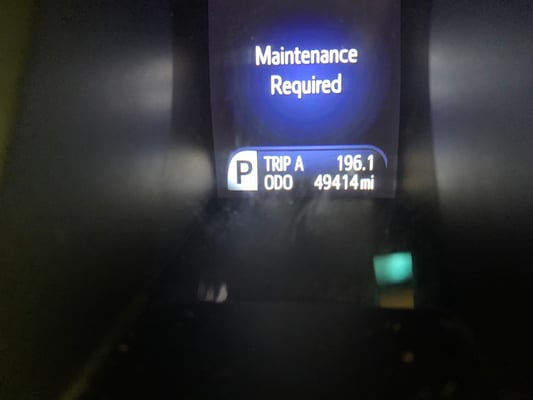 Maintenance
Required
P
TRIP A 196.1
ODO 49414 mi